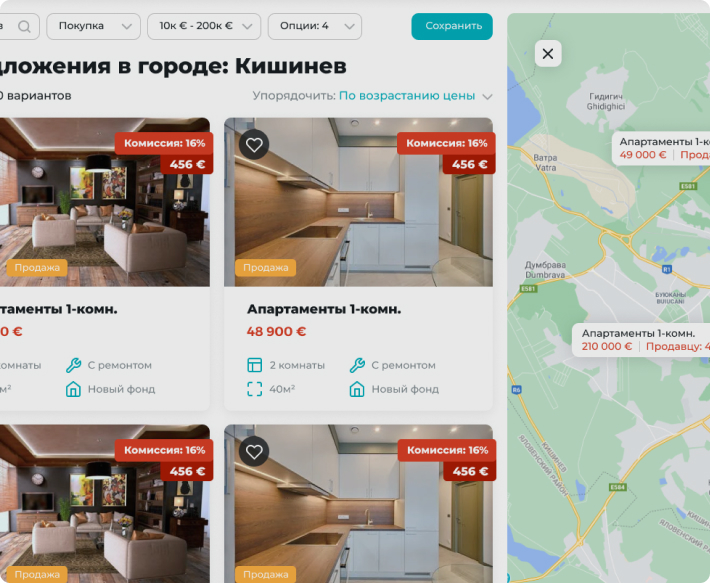 в
Покупка
10к € - 200к €
Опции: 4
Сохранить
дложения в городе: Кишинев
0 вариантов
Упорядочить: По возрастанию цены
Комиссия: 16%
456 €
Продажа
таменты 1-комн.
0 €
комнаты
С ремонтом
м²
Новый фонд
Комиссия: 16%
456 €
Продажа
Апартаменты 1-комн.
48 900 €
2 комнаты
С ремонтом
40м²
Новый фонд
Комиссия: 16%
456 €
Продажа
Комиссия: 16%
456 €
Продажа
Гидигич
Ghidighici
Апартаменты 1-к
49 000 €
Прод
Ватра
Vatra
E581
Думбрава
Dumbrava
R1
E581
БУЮКАНЫ
BUIUCANI
Апартаменты 1-комн.
210 000 €
Продавцу: 4
R6
КИШИНЕВ
ЯЛОВЕНСКИЙ РАЙОН
E584
КИШИНЕВ
ЯЛОВЕНСКИЙ Р